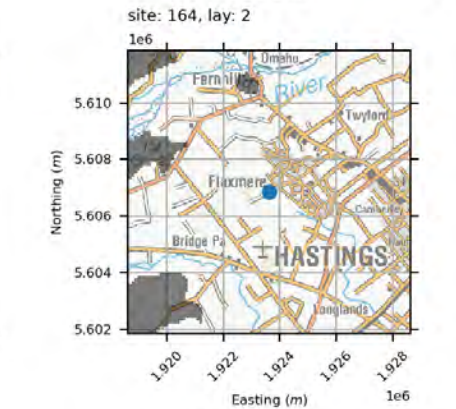 site: 164, lay: 2
1e6
Omahu
Fernhill
River
5.610
Twyford
5.608
Flaxmere
5.606
Camberley
Bridge Pa
HASTINGS
5.604
Longlands
5.602
Northing (m)
1.920 1.922 1.924 1.926 1.928
1e6
Easting (m)